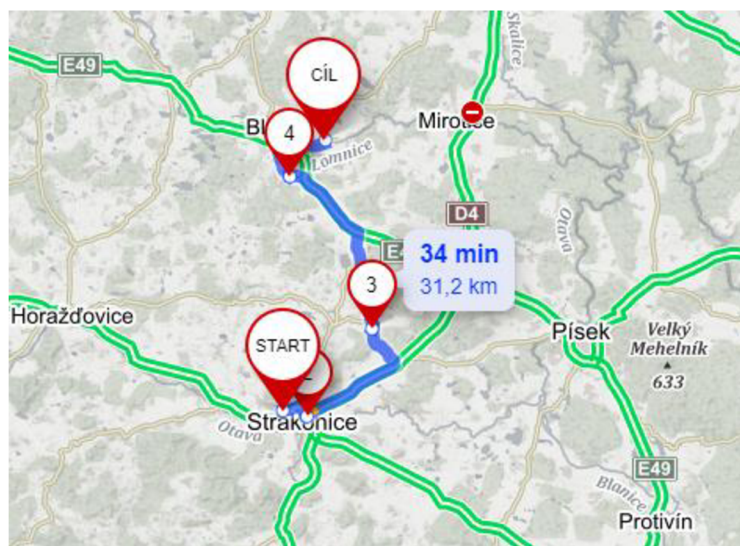 E49
Skalice
CÍL
4
Mirotice
Lomnice
D4
Otava
34 min
31,2 km
3
Horažďovice
START
Písek
Velký
Mehelník
633
Strakonice
Otava
E49
Blanice
Protivín